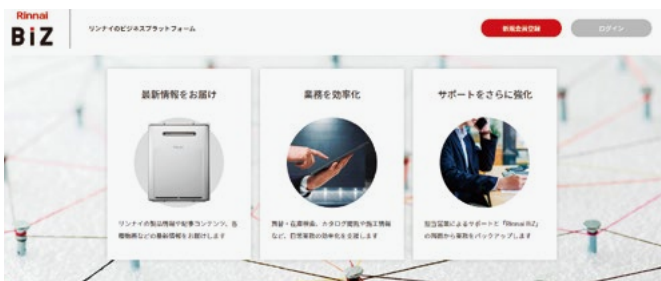 Rinnai
BiZ
リンナイのビジネスプラットフォーム
新規会員登録
ログイン
最新情報をお届け
リンナイの製品情報や記事コンテンツ、各
種動画などの最新情報をお届けします
業務を効率化
見積・在庫検索、カタログ閲覧や施工情報
など、日常業務の効率化を支援します
サポートをさらに強化
担当営業によるサポートと「Rinnai BiZ」
の両輪から業務をバックアップします